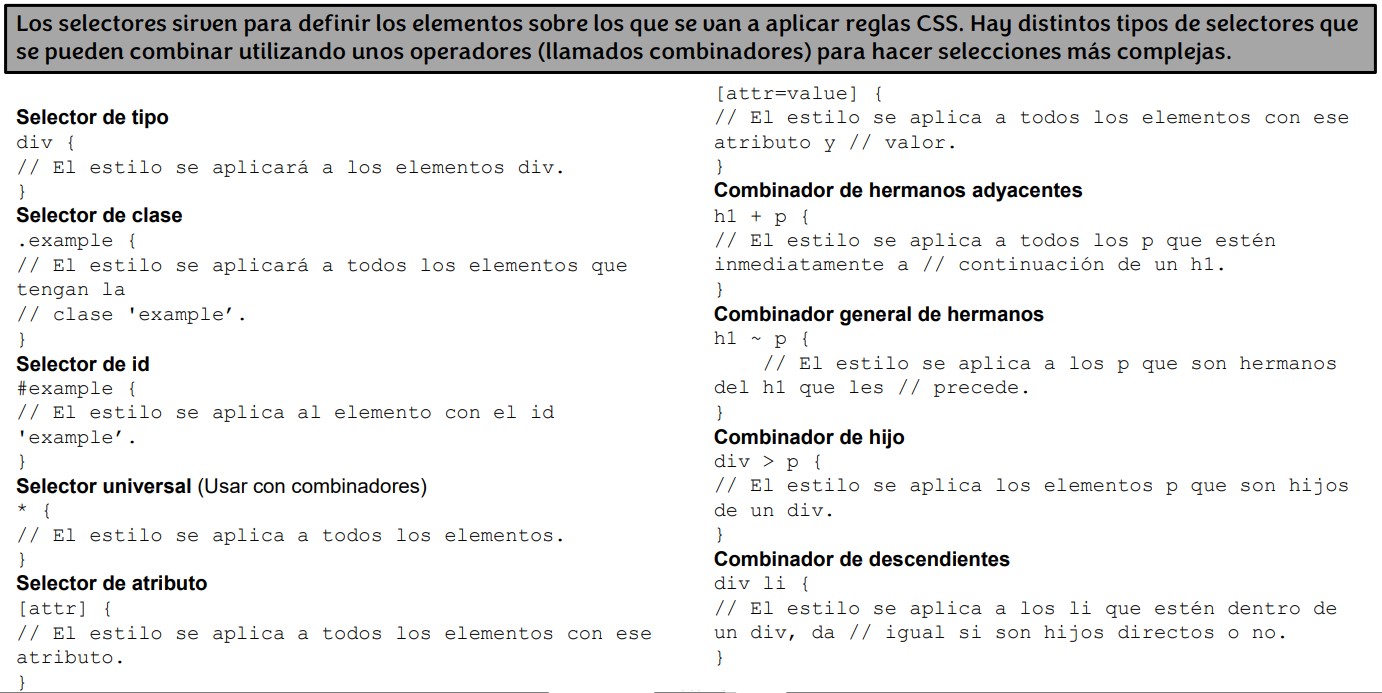 Los selectores sirven para definir los elementos sobre los que se van a aplicar reglas CSS. Hay distintos tipos de selectores que
se pueden combinar utilizando unos operadores (llamados combinadores) para hacer selecciones más complejas.
Selector de tipo
div {
// El estilo se aplicará a los elementos div.
}
Selector de clase
.example {
// El estilo se aplicará a todos los elementos que
tengan la
// clase 'example’.
}
Selector de id
#example {
// El estilo se aplica al elemento con el id
'example’.
}
Selector universal (Usar con combinadores)
* {
// El estilo se aplica a todos los elementos.
}
Selector de atributo
[attr] {
// El estilo se aplica a todos los elementos con ese
atributo.
}
[attr=value] {
// El estilo se aplica a todos los elementos con ese
atributo y // valor.
}
Combinador de hermanos adyacentes
h1 + p {
// El estilo se aplica a todos los p que estén
inmediatamente a // continuación de un h1.
}
Combinador general de hermanos
h1 ~ p {
// El estilo se aplica a los p que son hermanos
del h1 que les // precede.
}
Combinador de hijo
div > p {
// El estilo se aplica los elementos p que son hijos
de un div.
}
Combinador de descendientes
div li {
// El estilo se aplica a los li que estén dentro de
un div, da // igual si son hijos directos o no.
}